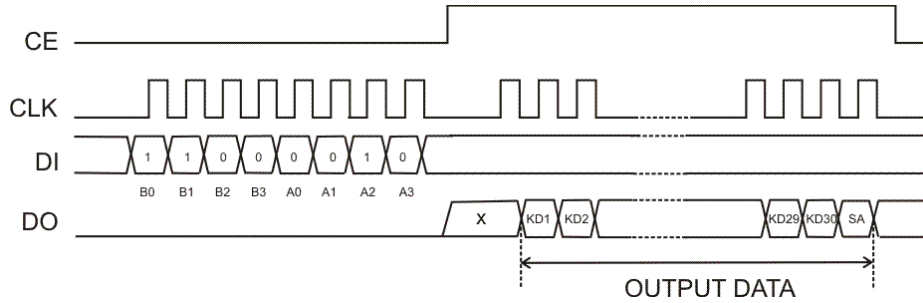 CE
CLK
DI 1 1 0 0 0 0 1 0
B0 B1 B2 B3 A0 A1 A2 A3
DO X KD1 KD2 KD29 KD30 SA
OUTPUT DATA